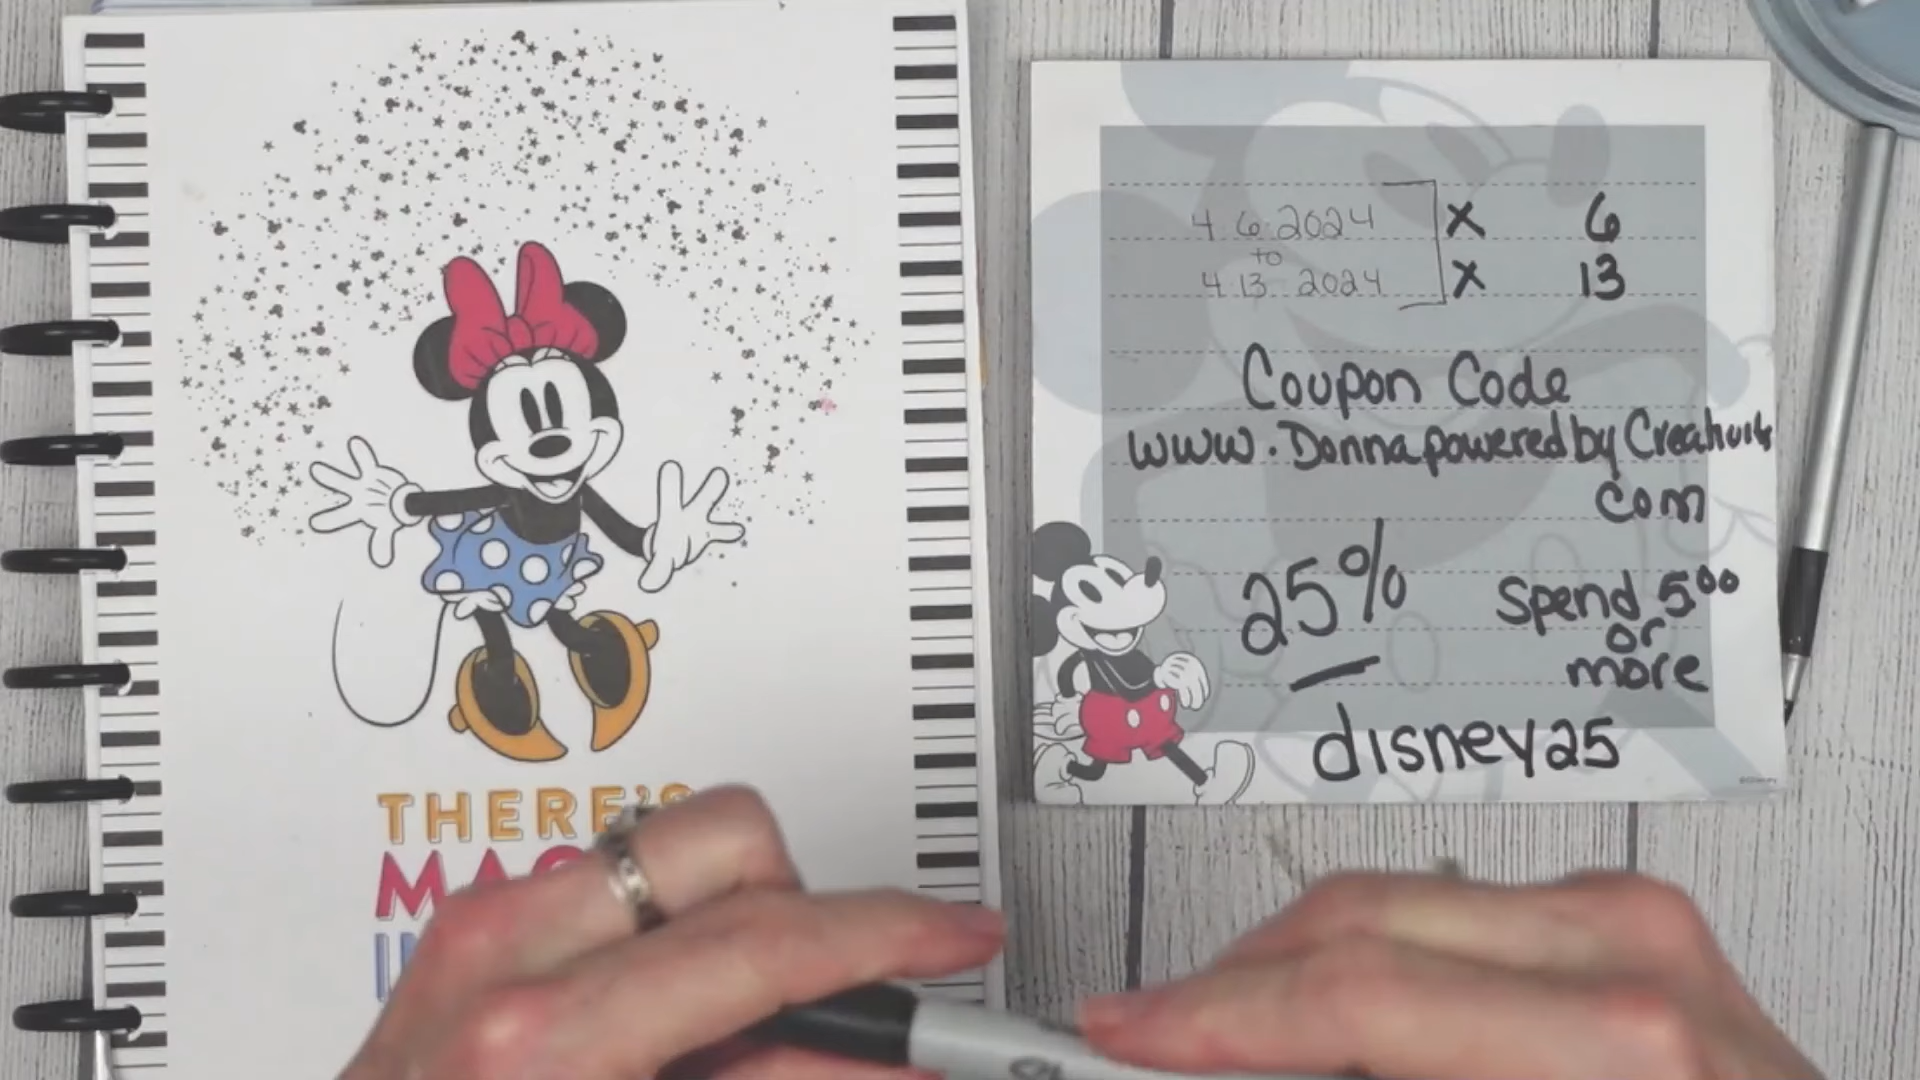 THERE'S
4 6 2024 X 6
to
4 13 2024 X 13
Coupon Code
www.Donnapoweredby
com
25% Spend 5.00
or
more
disney25
©DISNEY